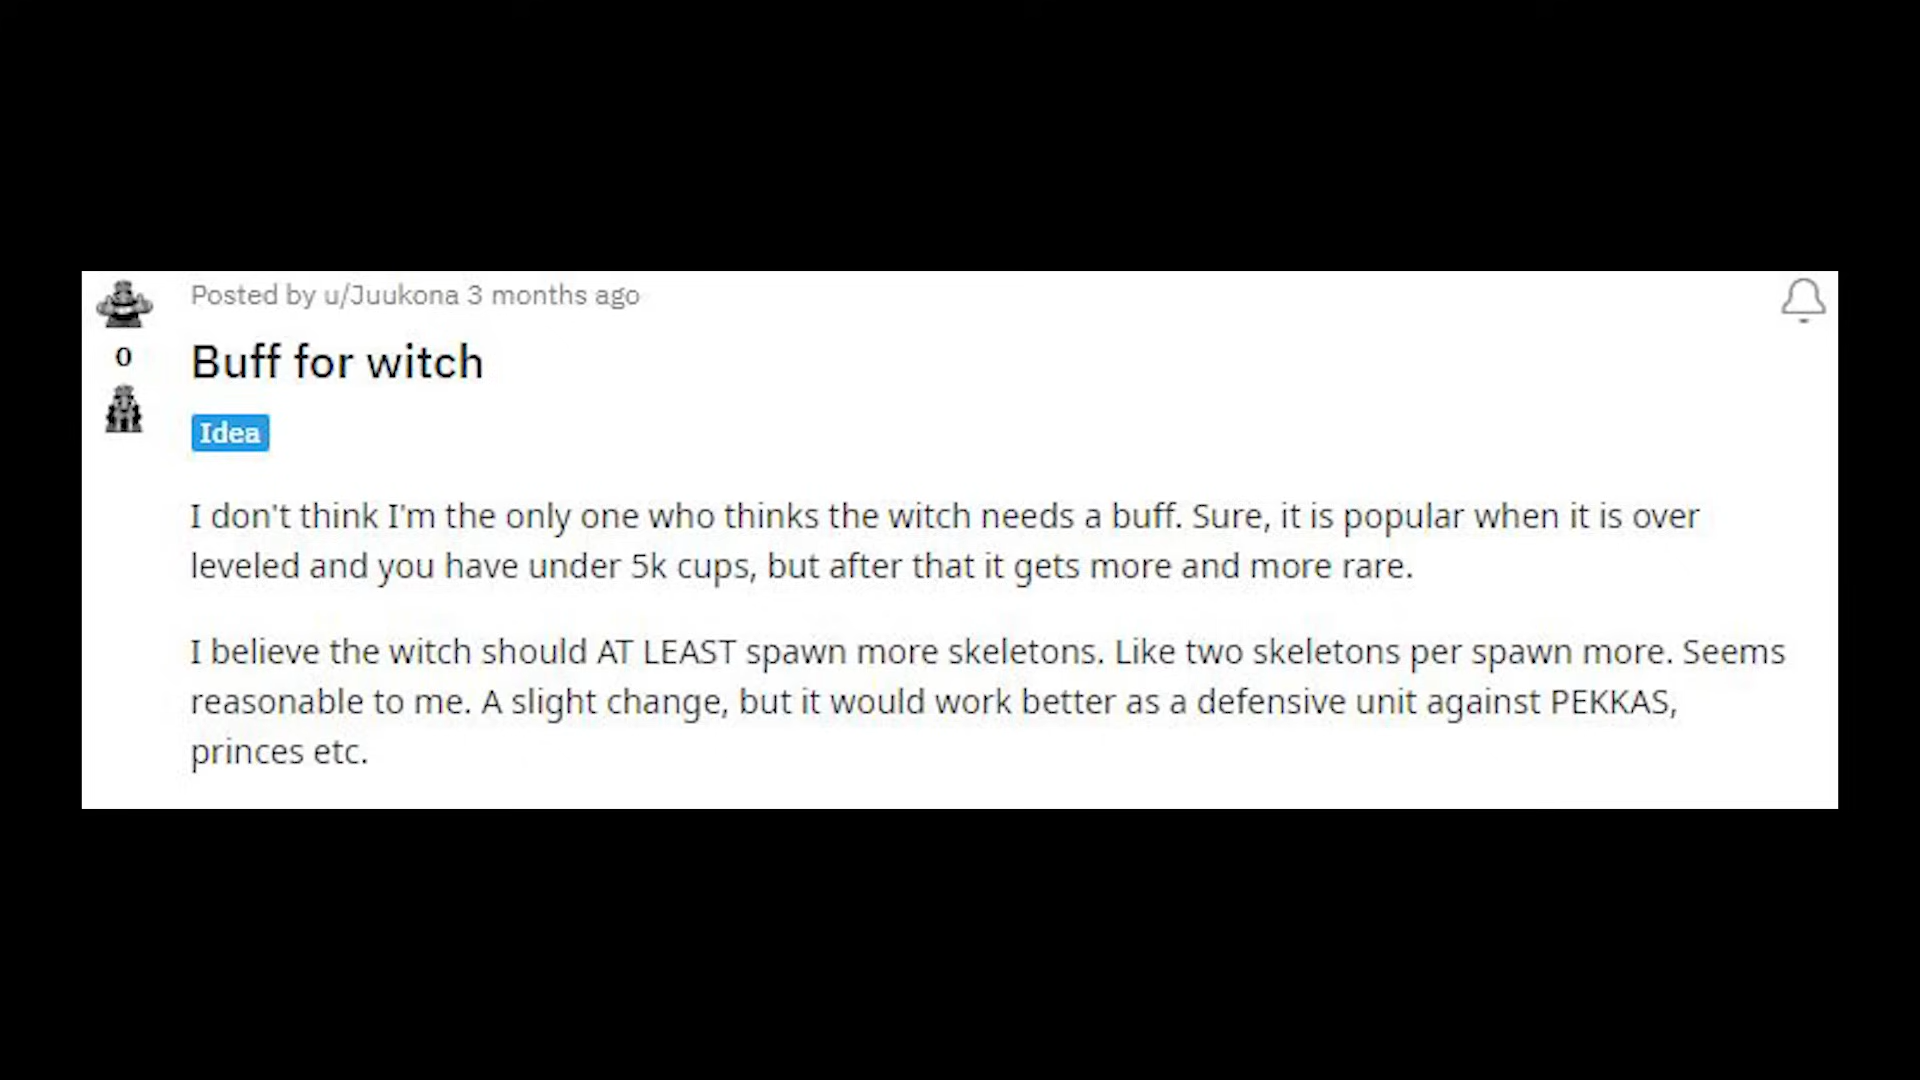 Posted by u/Juukona 3 months ago
0
Buff for witch
Idea
I don't think I'm the only one who thinks the witch needs a buff. Sure, it is popular when it is over
leveled and you have under 5k cups, but after that it gets more and more rare.
I believe the witch should AT LEAST spawn more skeletons. Like two skeletons per spawn more. Seems
reasonable to me. A slight change, but it would work better as a defensive unit against PEKKAS,
princes etc.